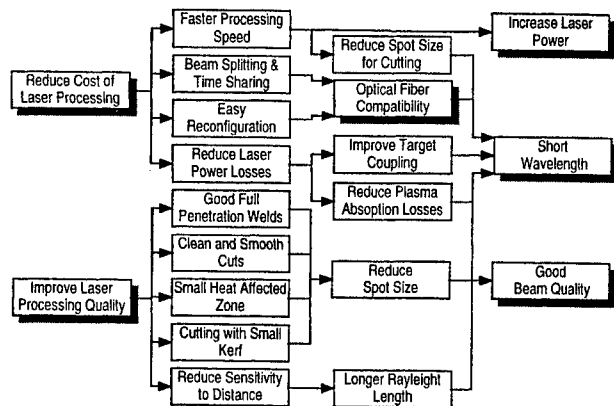 Faster Processing
Speed
Increase Laser
Power
Reduce Spot Size
for Cutting
Reduce Cost of
Laser Processing
Beam Splitting &
Time Sharing
Optical Fiber
Compatibility
Easy
Reconfiguration
Reduce Laser
Power Losses
Improve Target
Coupling
Short
Wavelength
Reduce Plasma
Absoption Losses
Good Full
Penetration Welds
Clean and Smooth
Cuts
Improve Laser
Processing Quality
Small Heat Affected
Zone
Reduce
Spot Size
Good
Beam Quality
Cutting with Small
Kerf
Reduce Sensitivity
to Distance
Longer Rayleight
Length